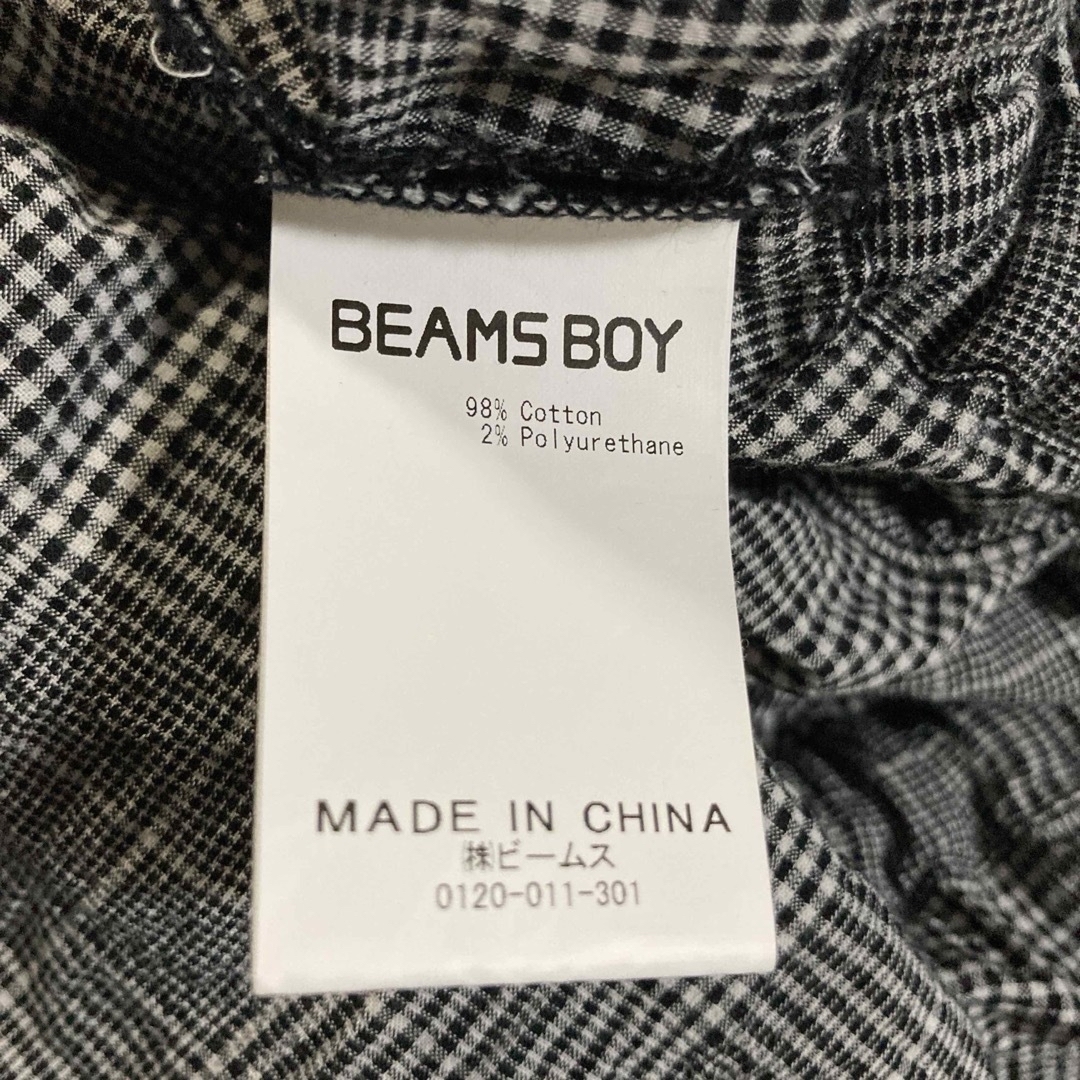 BEAMS BOY
98% Cotton
2% Polyurethane
MADE IN CHINA
㈱ビームス
0120-011-301